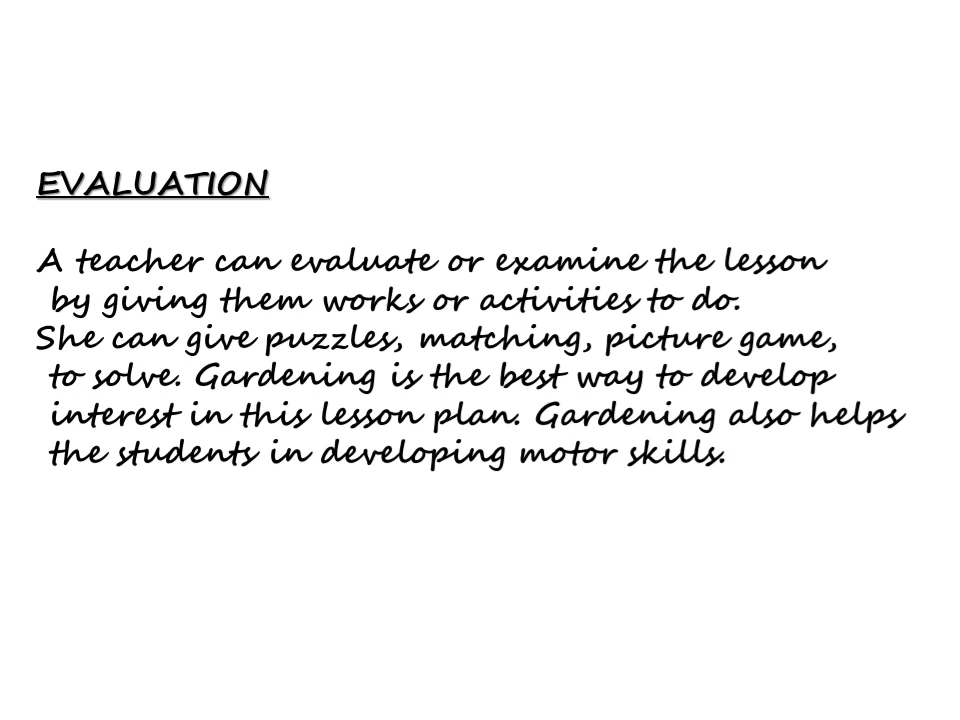 EVALUATION
A teacher can evaluate or examine the lesson
by giving them works or activities to do.
She can give puzzles, matching, picture game,
to solve. Gardening is the best way to develop
interest in this lesson plan. Gardening also helps
the students in developing motor skills.